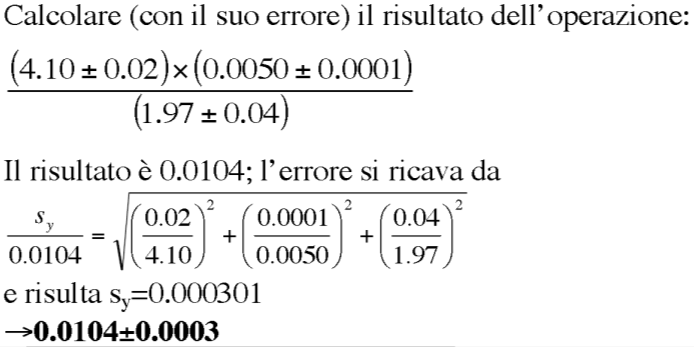 Calcolare (con il suo errore) il risultato dell'operazione:
(4.10 ± 0.02)×(0.0050 ± 0.0001)
(1.97 ± 0.04)
Il risultato è 0.0104; l'errore si ricava da
s_y/0.0104 = √((0.02/4.10)² + (0.0001/0.0050)² + (0.04/1.97)²)
e risulta s_y=0.000301
→0.0104±0.0003